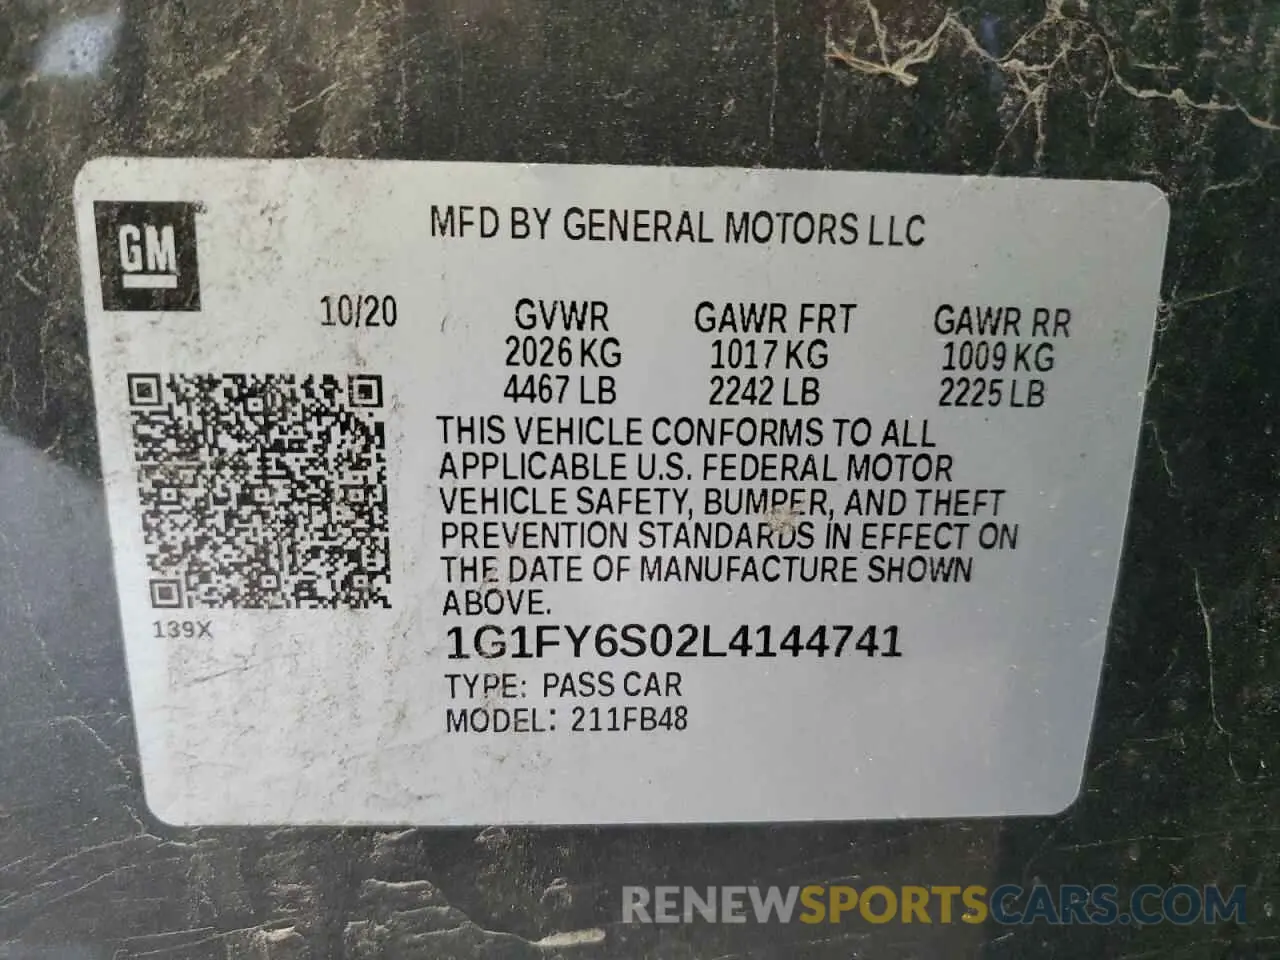 GM
MFD BY GENERAL MOTORS LLC
10/20
GVWR GAWR FRT GAWR RR
2026 KG 1017 KG 1009 KG
4467 LB 2242 LB 2225 LB
THIS VEHICLE CONFORMS TO ALL
APPLICABLE U.S. FEDERAL MOTOR
VEHICLE SAFETY, BUMPER, AND THEFT
PREVENTION STANDARDS IN EFFECT ON
THE DATE OF MANUFACTURE SHOWN
ABOVE.
139X
1G1FY6S02L4144741
TYPE: PASS CAR
MODEL: 211FB48
RENEWSPORTSCARS.COM